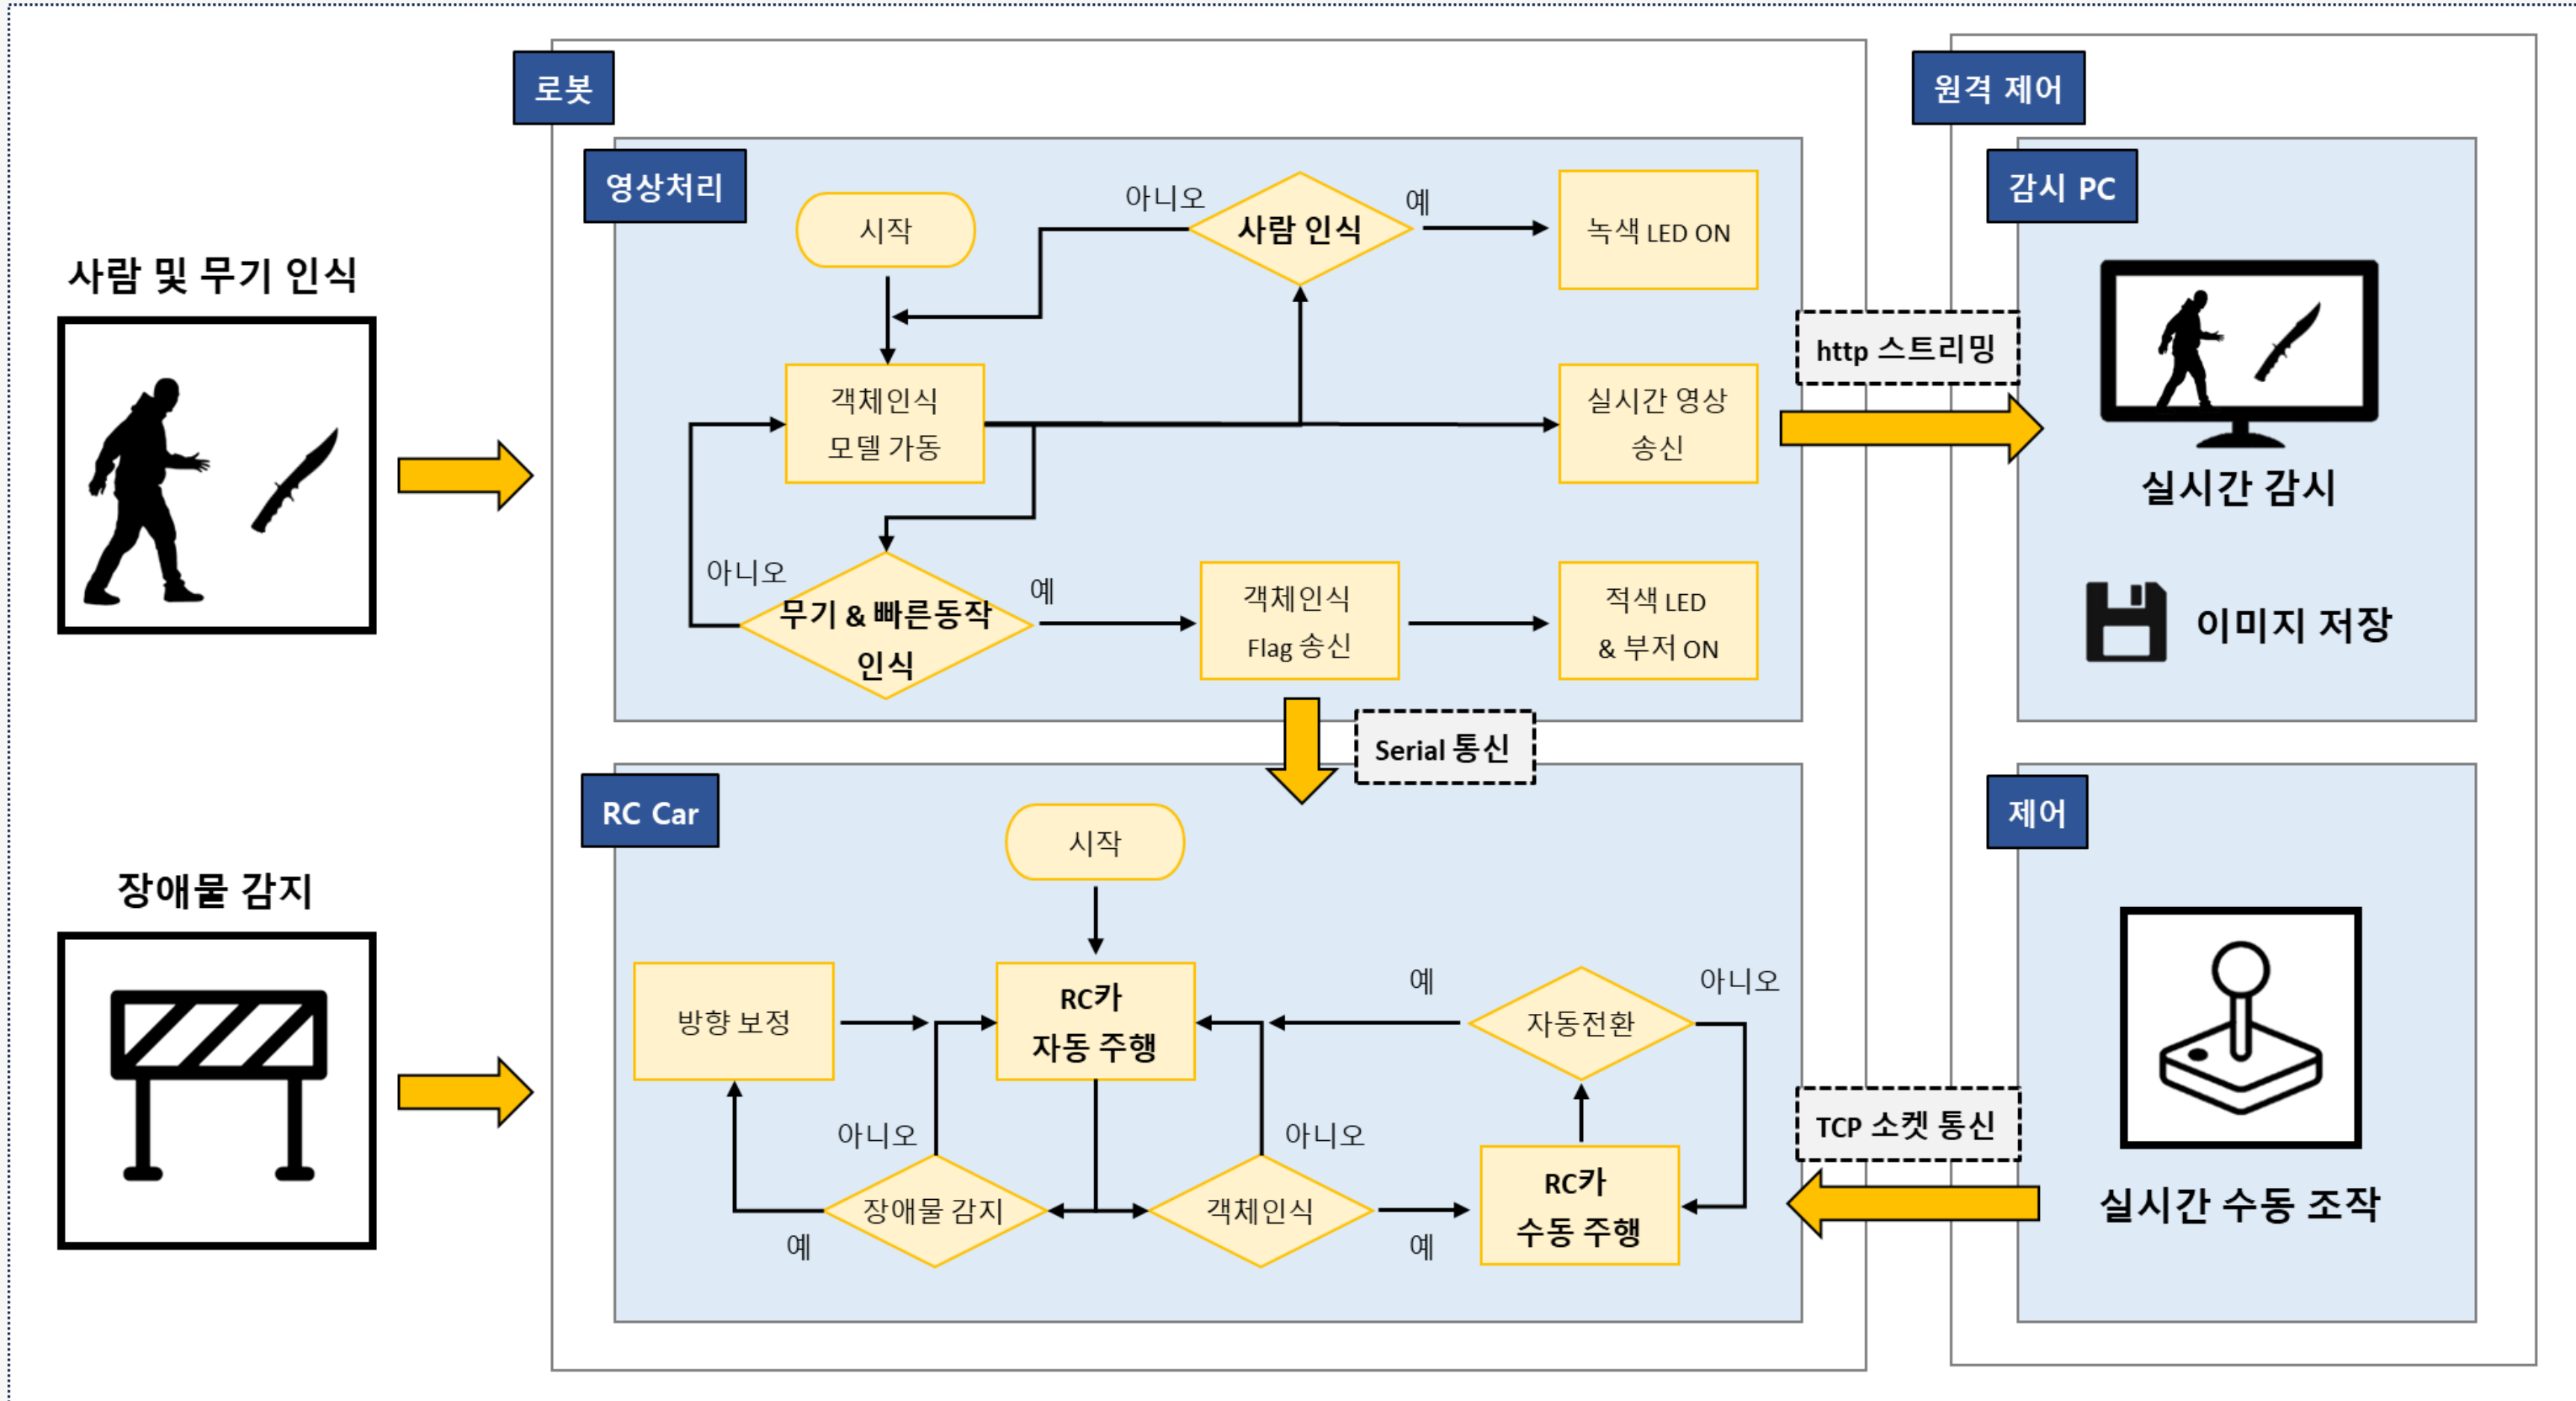 로봇
원격 제어
영상처리
감시 PC
사람 및 무기 인식
시작
아니오
사람 인식
예
녹색 LED ON
객체인식
모델 가동
실시간 영상
송신
http 스트리밍
실시간 감시
아니오
무기 & 빠른동작
인식
예
객체인식
Flag 송신
적색 LED
& 부저 ON
이미지 저장
Serial 통신
RC Car
제어
장애물 감지
시작
방향 보정
RC카
자동 주행
예
자동전환
아니오
아니오
장애물 감지
예
아니오
객체인식
예
RC카
수동 주행
TCP 소켓 통신
실시간 수동 조작